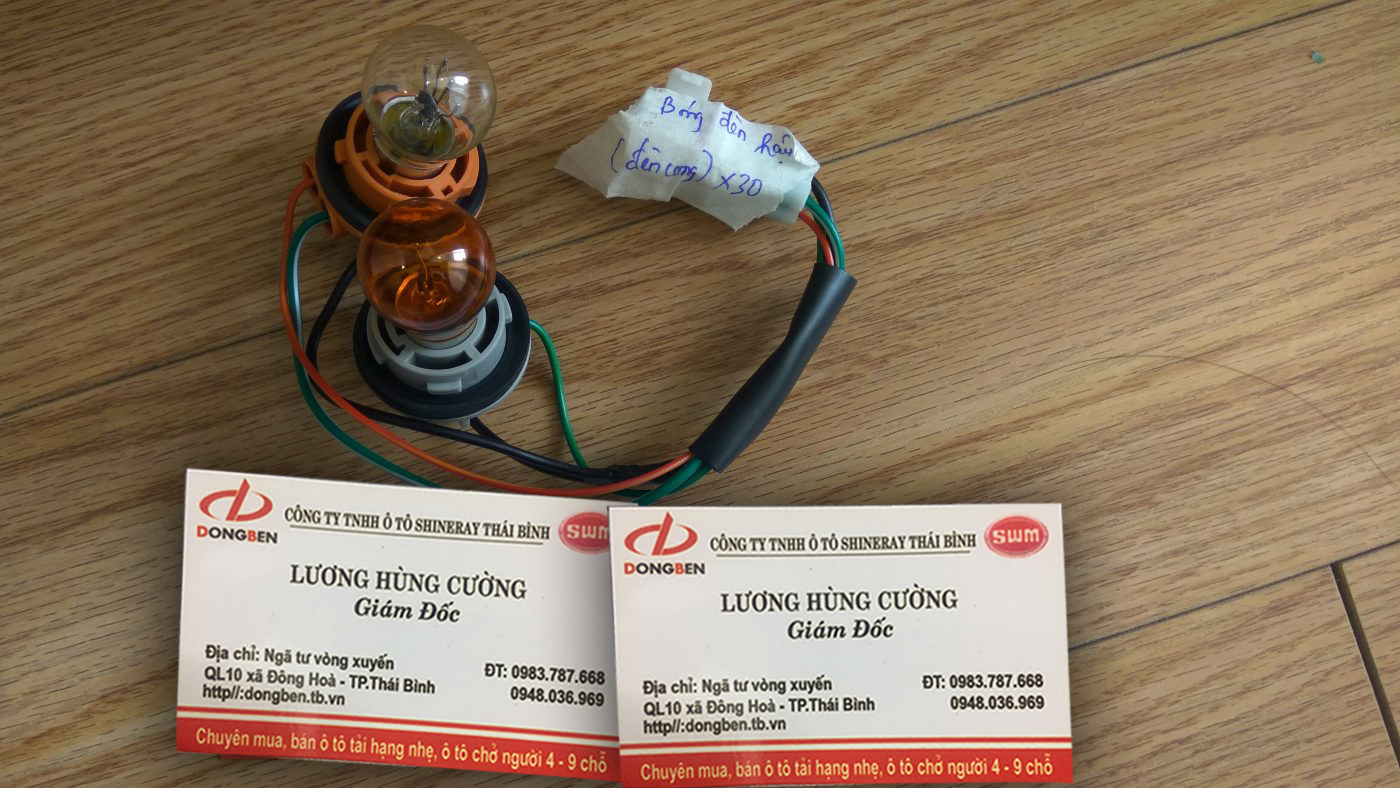 Bóng đèn hậu
(đèn cong) x30
DONGBEN
CÔNG TY TNHH Ô TÔ SHINERAY THÁI BÌNH
SWM
LƯƠNG HÙNG CƯỜNG
Giám Đốc
Địa chỉ: Ngã tư vòng xuyến
QL10 xã Đông Hoà - TP.Thái Bình
http//:dongben.tb.vn
ĐT: 0983.787.668
0948.036.969
Chuyên mua, bán ô tô tải hạng nhẹ, ô tô chở người 4 - 9 chỗ
DONGBEN
CÔNG TY TNHH Ô TÔ SHINERAY THÁI BÌNH
SWM
LƯƠNG HÙNG CƯỜNG
Giám Đốc
Địa chỉ: Ngã tư vòng xuyến
QL10 xã Đông Hoà - TP.Thái Bình
http//:dongben.tb.vn
ĐT: 0983.787.668
0948.036.969
Chuyên mua, bán ô tô tải hạng nhẹ, ô tô chở người 4 - 9 chỗ